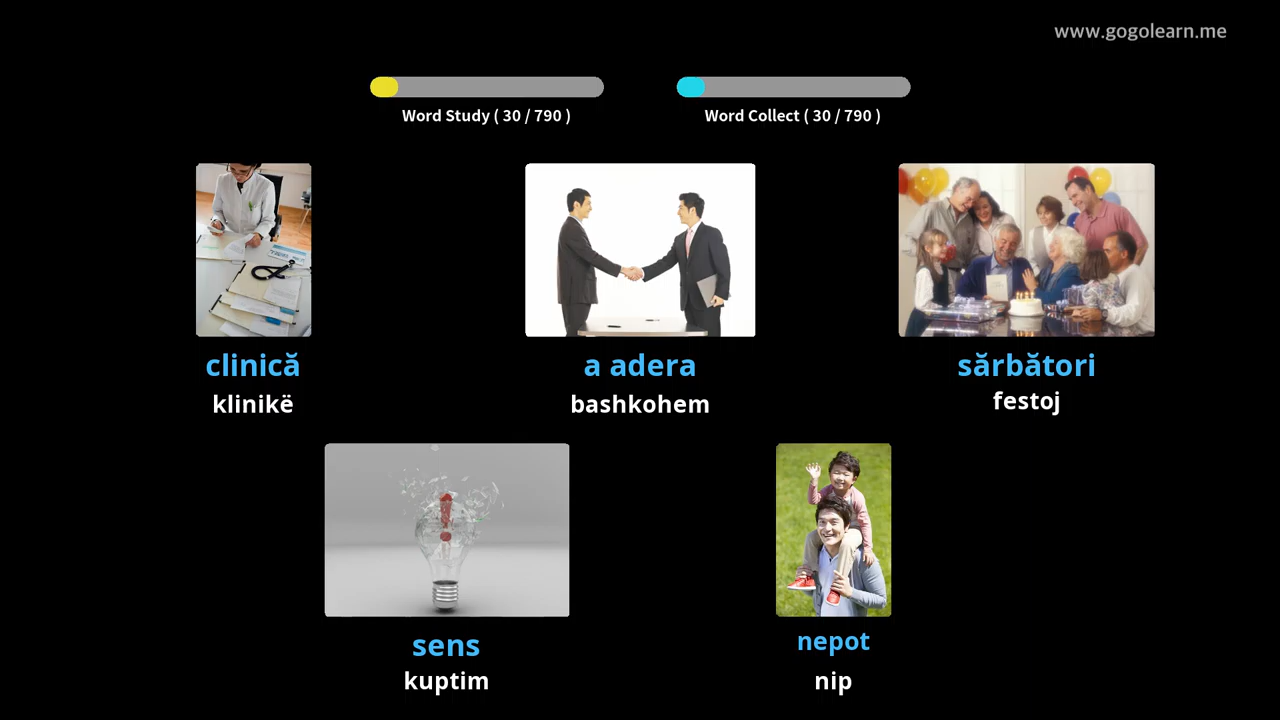 www.gogolearn.me
Word Study ( 30 / 790 )
Word Collect ( 30 / 790 )
clinică
klinikë
a adera
bashkohem
sărbători
festoj
sens
kuptim
nepot
nip